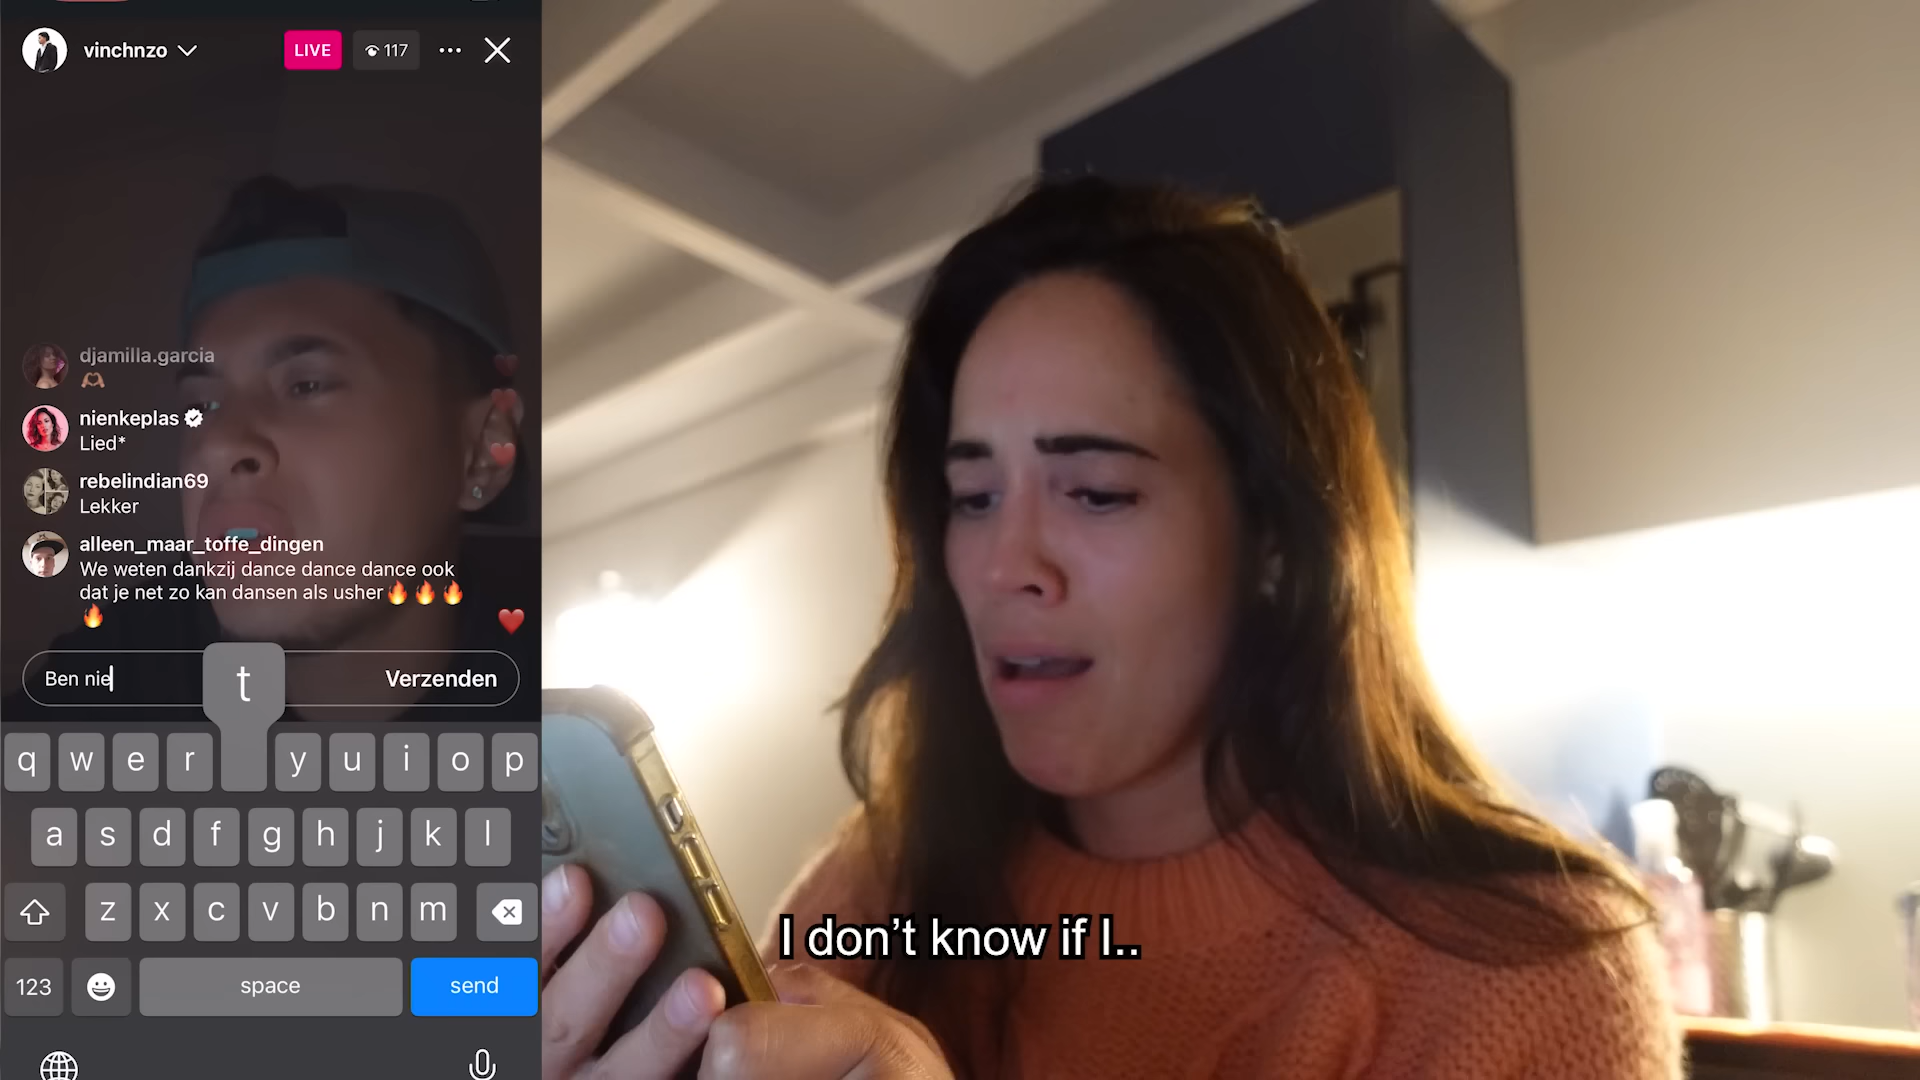 vinchnzo
LIVE
117
djamilla.garcia
nienkeplas
Lied*
rebelindian69
Lekker
alleen_maar_toffe_dingen
We weten dankzij dance dance dance ook
dat je net zo kan dansen als usher🔥🔥🔥
🔥
Ben nie
t
Verzenden
q w e r y u i o p
a s d f g h j k l
z x c v b n m
123
space
send
I don't know if I..